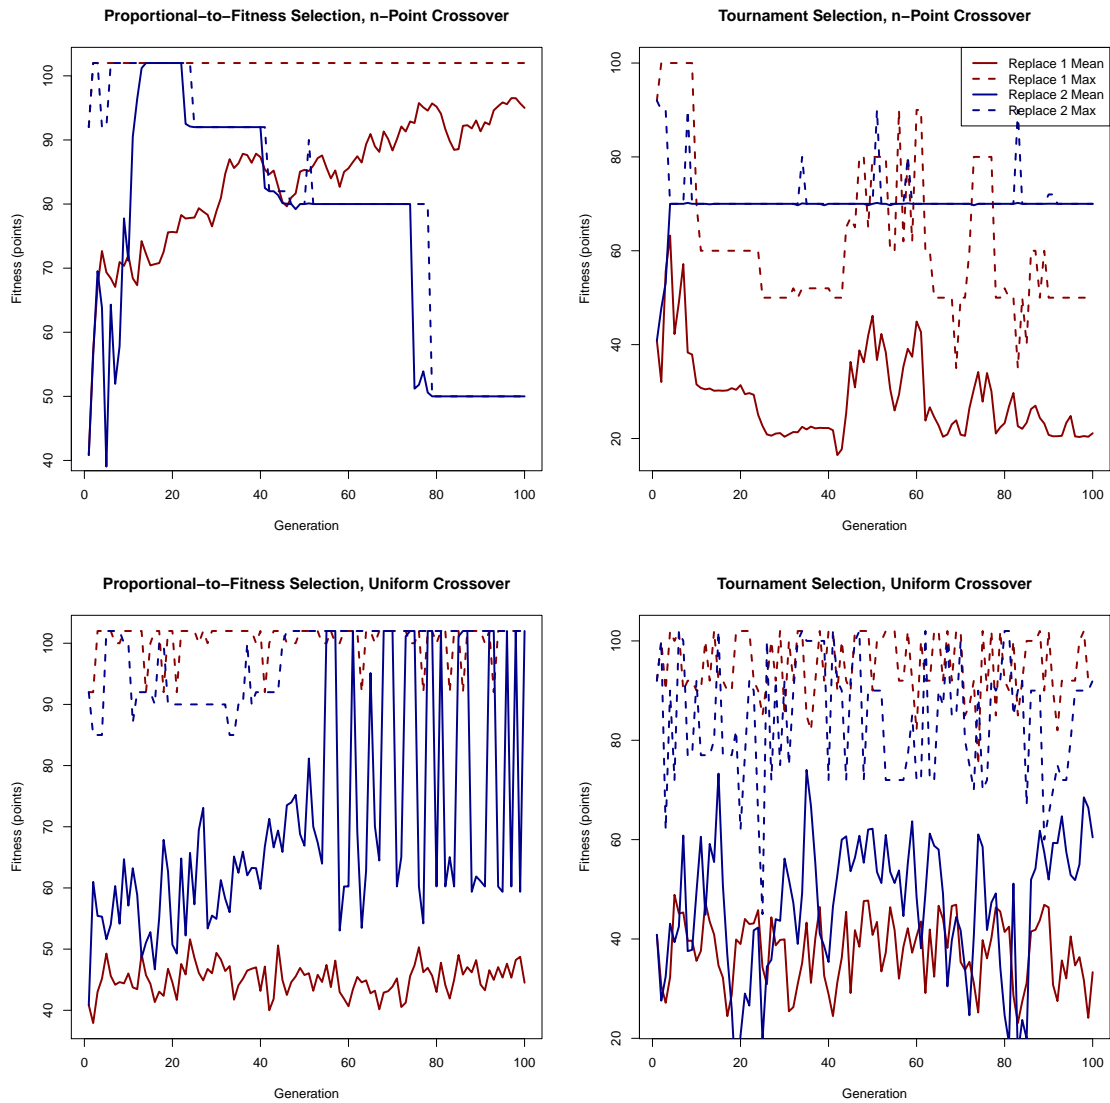 Proportional−to−Fitness Selection, n−Point Crossover
Fitness (points)
100
90
80
70
60
50
40
0 20 40 60 80 100
Generation
Tournament Selection, n−Point Crossover
Replace 1 Mean
Replace 1 Max
Replace 2 Mean
Replace 2 Max
Fitness (points)
100
80
60
40
20
0 20 40 60 80 100
Generation
Proportional−to−Fitness Selection, Uniform Crossover
Fitness (points)
100
90
80
70
60
50
40
0 20 40 60 80 100
Generation
Tournament Selection, Uniform Crossover
Fitness (points)
100
80
60
40
20
0 20 40 60 80 100
Generation